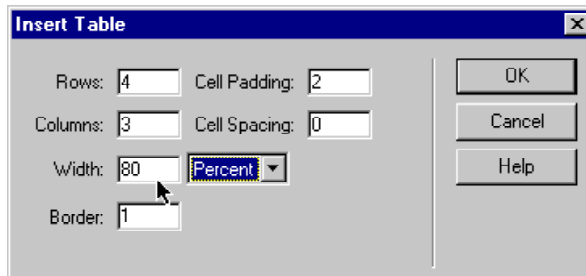 Insert Table
Rows: 4 Cell Padding: 2 OK
Columns: 3 Cell Spacing: 0 Cancel
Width: 80 Percent Help
Border: 1